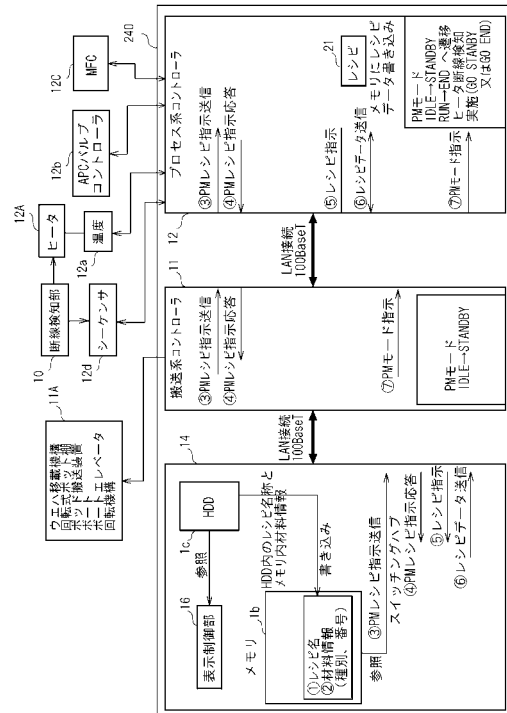 240
MFC
12C
APCバルブ
コントローラ
12b
ヒータ
12A
温度
12a
断線検知部
10
シーケンサ
12d
ウエハ移載機構
回転式ポット棚
ポッド搬送装置
ボートエレベータ
回転機構
11A
プロセス系コントローラ
③PMレシピ指示送信
④PMレシピ指示応答
レシピ
21
メモリにレシピ
データ書き込み
⑤レシピ指示
⑥レシピデータ送信
PMモード
IDLE→STANDBY
RUN→END へ遷移
ヒータ断線検知
実施(GO STANBY
又はGO END)
⑦PMモード指示
12
LAN接続
100BaseT
11
搬送系コントローラ
③PMレシピ指示送信
④PMレシピ指示応答
⑦PMモード指示
PMモード
IDLE→STANDBY
LAN接続
100BaseT
14
HDD
1c
参照
表示制御部
16
HDD内のレシピ名称と
メモリ内材料情報
書き込み
メモリ
1b
①レシピ名
②材料情報
(種別、番号)
参照
③PMレシピ指示送信
スイッチングハブ
④PMレシピ指示応答
⑤レシピ指示
⑥レシピデータ送信